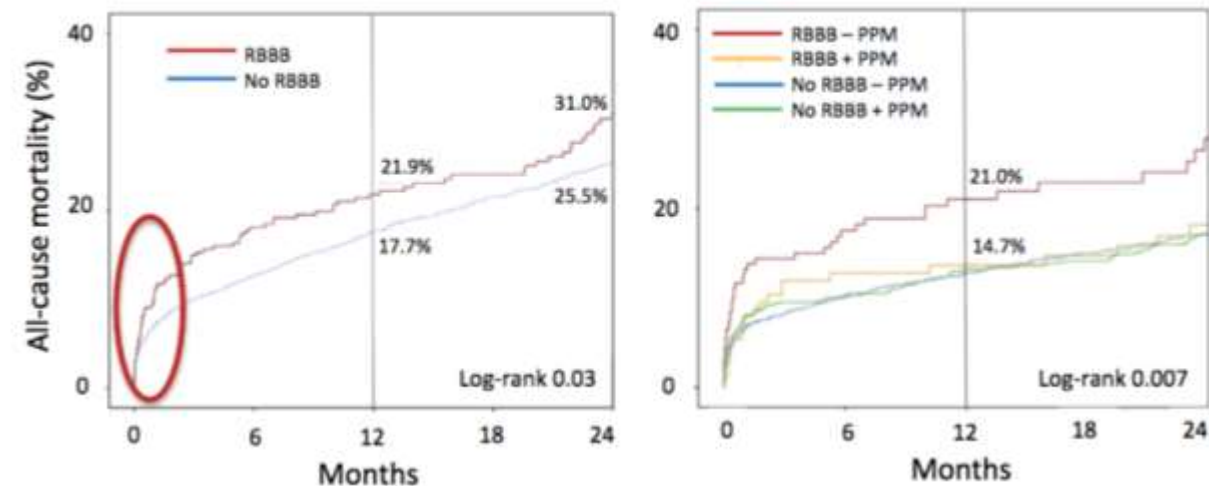 All-cause mortality (%)
40
20
0
RBBB
No RBBB
31.0%
21.9%
25.5%
17.7%
Log-rank 0.03
0 6 12 18 24
Months
40
20
0
RBBB – PPM
RBBB + PPM
No RBBB – PPM
No RBBB + PPM
21.0%
14.7%
Log-rank 0.007
0 6 12 18 24
Months